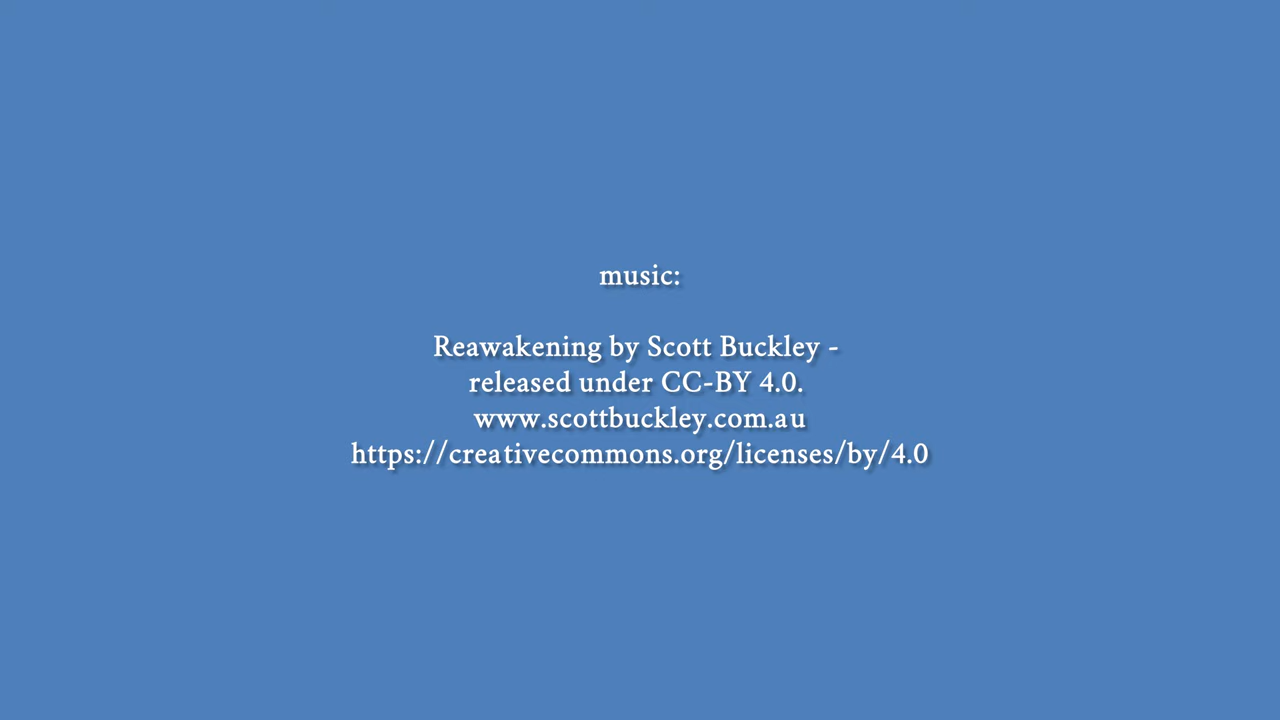 music:
Reawakening by Scott Buckley -
released under CC-BY 4.0.
www.scottbuckley.com.au
https://creativecommons.org/licenses/by/4.0